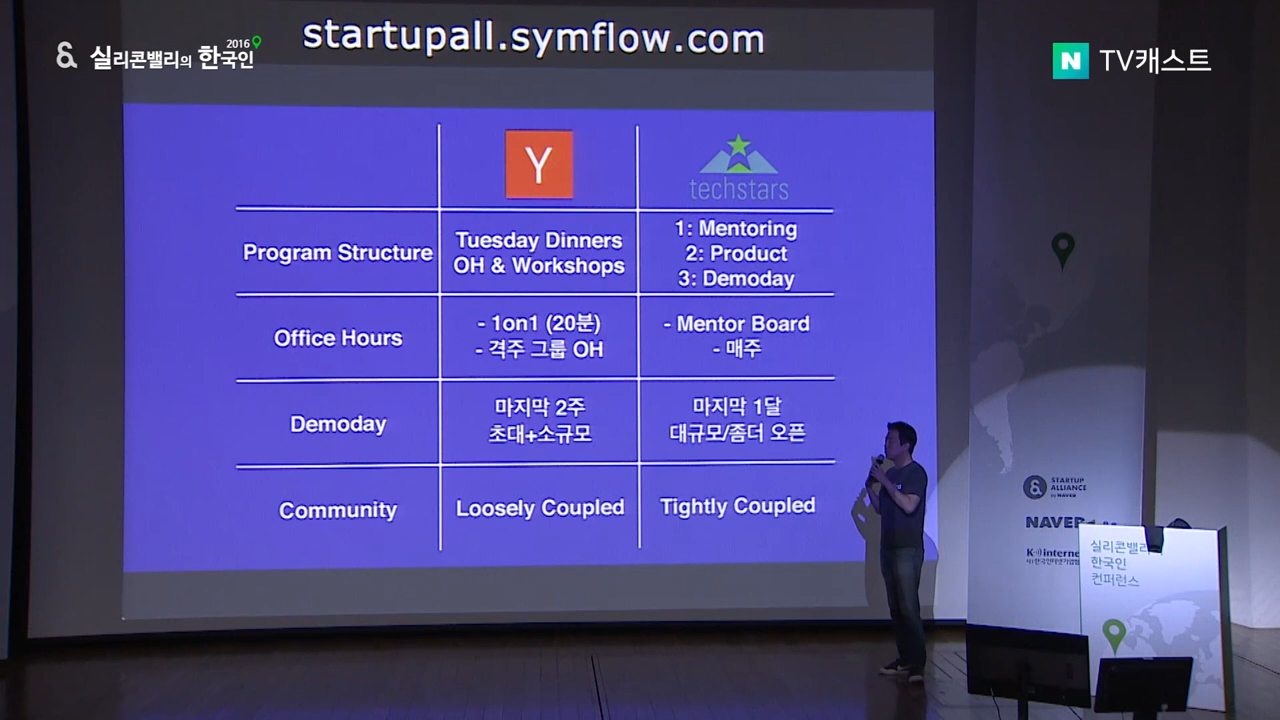 startupall.symflow.com
2016
실리콘밸리의 한국인
N TV캐스트
Y
techstars
Program Structure
Tuesday Dinners
OH & Workshops
1: Mentoring
2: Product
3: Demoday
Office Hours
- 1on1 (20분)
- 격주 그룹 OH
- Mentor Board
- 매주
Demoday
마지막 2주
초대+소규모
마지막 1달
대규모/좀더 오픈
Community
Loosely Coupled
Tightly Coupled
STARTUP
ALLIANCE
by NAVER
NAVER
실리콘밸리의
한국인
컨퍼런스